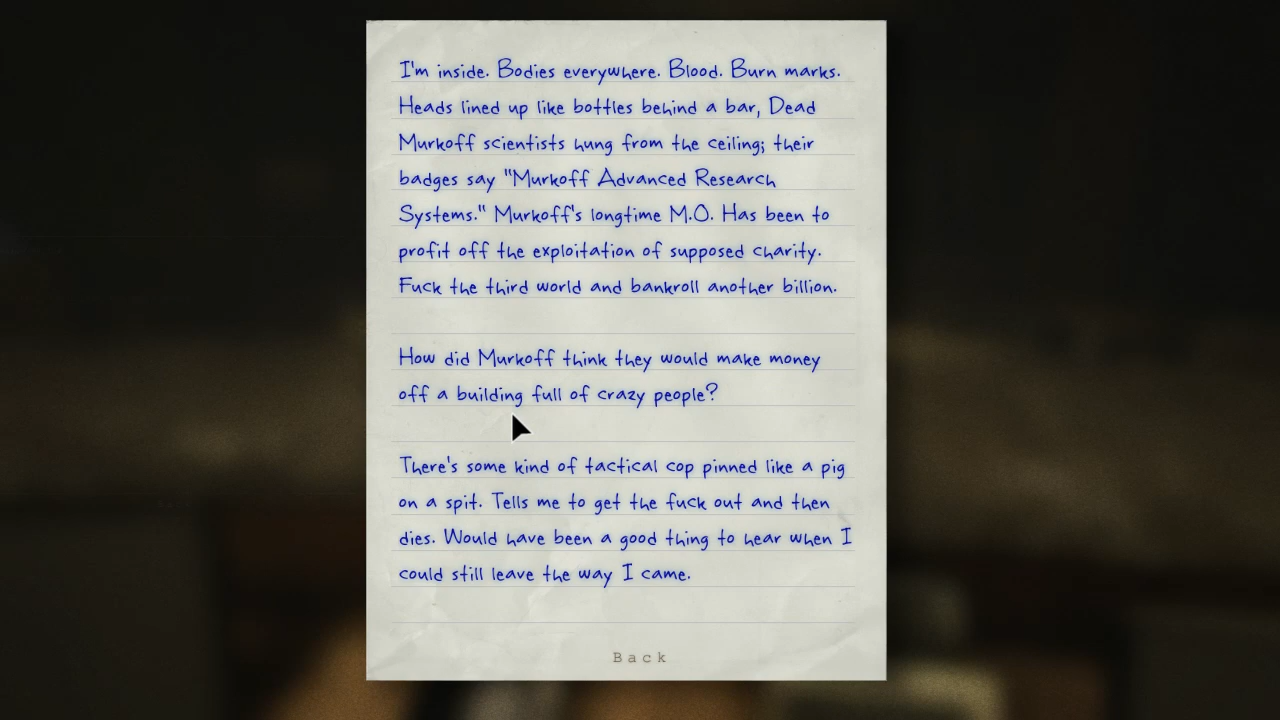 I'm inside. Bodies everywhere. Blood. Burn marks.
Heads lined up like bottles behind a bar, Dead
Murkoff scientists hung from the ceiling; their
badges say "Murkoff Advanced Research
Systems." Murkoff's longtime M.O. Has been to
profit off the exploitation of supposed charity.
Fuck the third world and bankroll another billion.
How did Murkoff think they would make money
off a building full of crazy people?
There's some kind of tactical cop pinned like a pig
on a spit. Tells me to get the fuck out and then
dies. Would have been a good thing to hear when I
could still leave the way I came.
Back